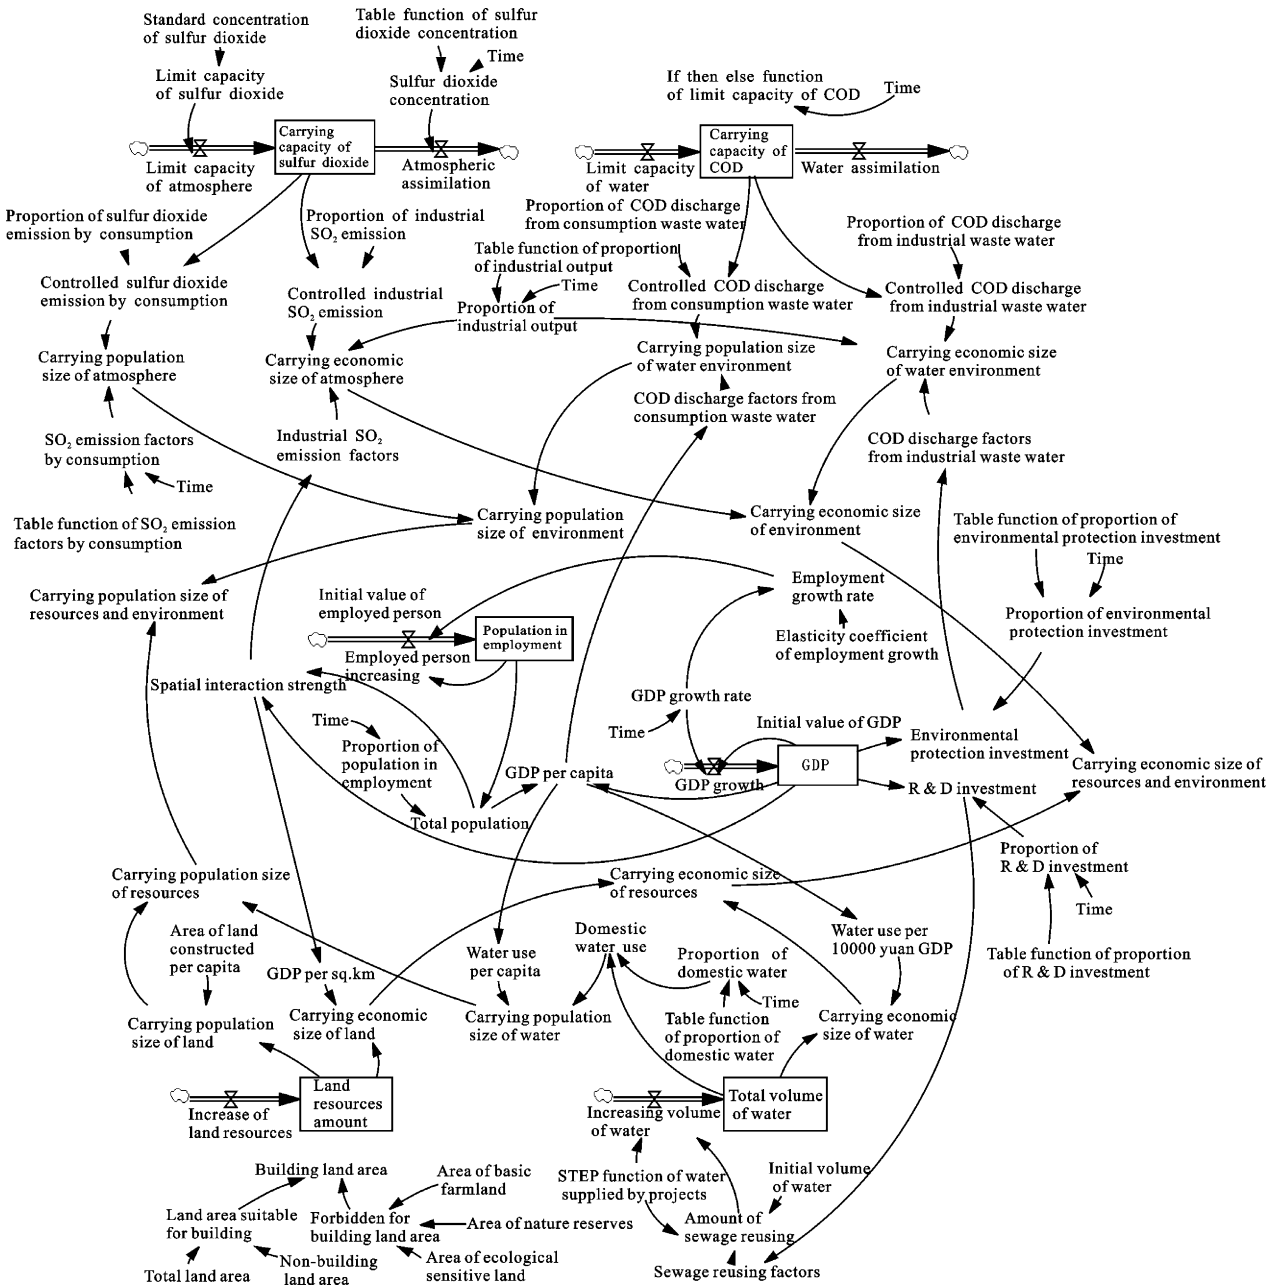 Standard concentration
of sulfur dioxide
Table function of sulfur
dioxide concentration
Time
Limit capacity
of sulfur dioxide
Sulfur dioxide
concentration
If then else function
of limit capacity of COD
Time
Carrying
capacity of
sulfur dioxide
Carrying
capacity of
COD
Limit capacity
of atmosphere
Atmospheric
assimilation
Limit capacity
of water
Water assimilation
Proportion of sulfur dioxide
emission by consumption
Proportion of industrial
SO₂ emission
Proportion of COD discharge
from consumption waste water
Proportion of COD discharge
from industrial waste water
Table function of proportion
of industrial output
Time
Controlled sulfur dioxide
emission by consumption
Controlled industrial
SO₂ emission
Proportion of
industrial output
Controlled COD discharge
from consumption waste water
Controlled COD discharge
from industrial waste water
Carrying population
size of atmosphere
Carrying economic
size of atmosphere
Carrying population size
of water environment
Carrying economic size
of water environment
COD discharge factors from
consumption waste water
SO₂ emission factors
by consumption
Time
Industrial SO₂
emission factors
COD discharge factors
from industrial waste water
Table function of SO₂ emission
factors by consumption
Carrying population
size of environment
Carrying economic size
of environment
Table function of proportion of
environmental protection investment
Time
Carrying population size of
resources and environment
Initial value of
employed person
Employment
growth rate
Proportion of environmental
protection investment
Population in
employment
Elasticity coefficient
of employment growth
Employed person
increasing
Spatial interaction strength
GDP growth rate
Time
Time
Initial value of GDP
Proportion of
population in
employment
GDP per capita
GDP
GDP growth
Environmental
protection investment
R & D investment
Carrying economic size of
resources and environment
Total population
Proportion of
R & D investment
Time
Carrying population size
of resources
Carrying economic size
of resources
Area of land
constructed
per capita
Water use
per capita
Domestic
water use
Proportion of
domestic water
Time
Water use per
10000 yuan GDP
Table function of proportion
of R & D investment
GDP per sq.km
Carrying population
size of land
Carrying economic
size of land
Carrying population
size of water
Table function
of proportion of
domestic water
Carrying economic
size of water
Land
resources
amount
Total volume
of water
Increase of
land resources
Increasing volume
of water
Building land area
Area of basic
farmland
STEP function of water
supplied by projects
Initial volume
of water
Land area suitable
for building
Forbidden for
building land area
Area of nature reserves
Amount of
sewage reusing
Total land area
Non-building
land area
Area of ecological
sensitive land
Sewage reusing factors